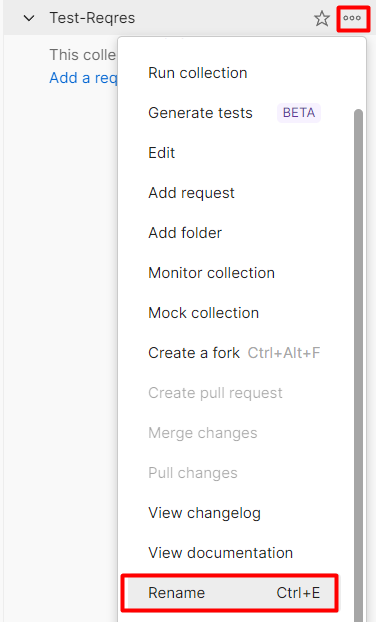 Test-Reqres
This colle
Add a req
Run collection
Generate tests BETA
Edit
Add request
Add folder
Monitor collection
Mock collection
Create a fork Ctrl+Alt+F
Create pull request
Merge changes
Pull changes
View changelog
View documentation
Rename Ctrl+E